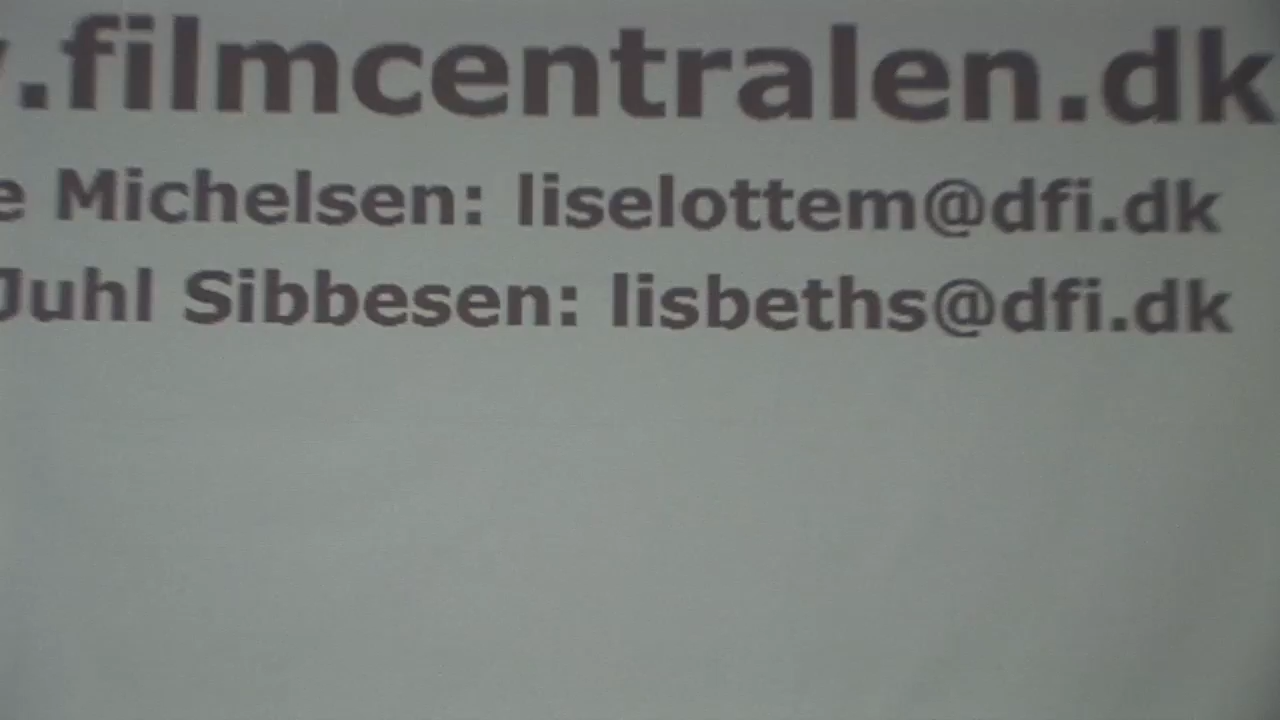 .filmcentralen.dk
e Michelsen: liselottem@dfi.dk
Juhl Sibbesen: lisbeths@dfi.dk